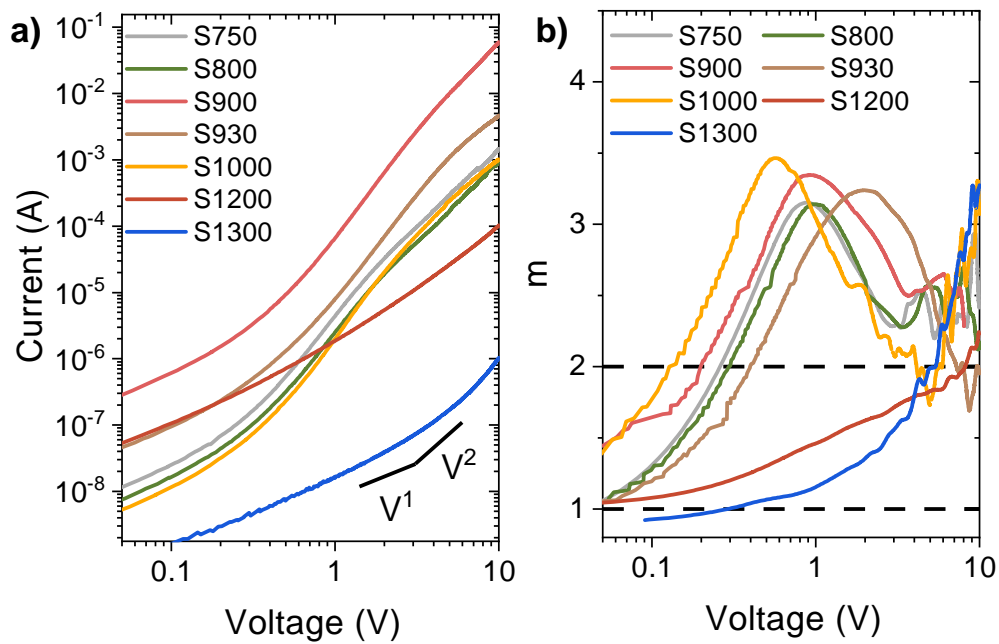 a)
S750
S800
S900
S930
S1000
S1200
S1300
V¹
V²
Current (A)
10⁻¹
10⁻²
10⁻³
10⁻⁴
10⁻⁵
10⁻⁶
10⁻⁷
10⁻⁸
0.1
1
10
Voltage (V)
b)
S750
S800
S900
S930
S1000
S1200
S1300
m
4
3
2
1
0.1
1
10
Voltage (V)